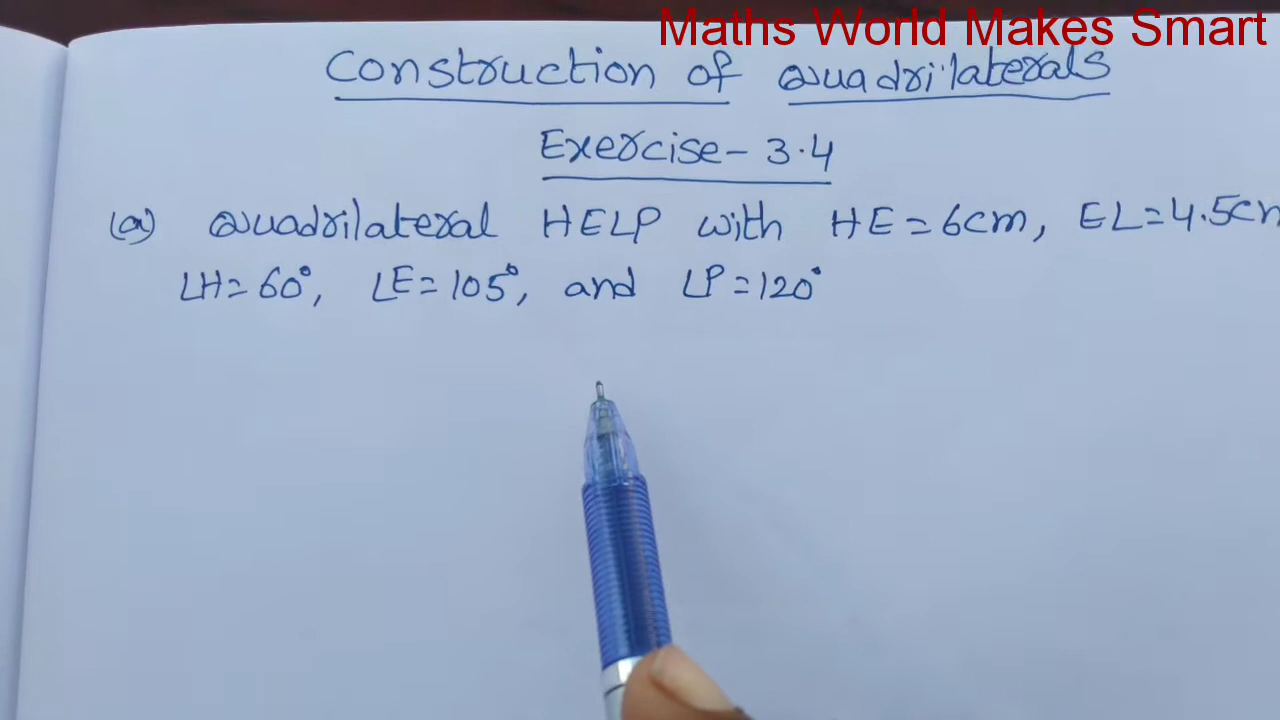 Maths World Makes Smart
Construction of Quadrilaterals
Exercise - 3.4
(a) Quadrilateral HELP with HE = 6cm, EL = 4.5cm
∠H = 60°, ∠E = 105°, and ∠P = 120°